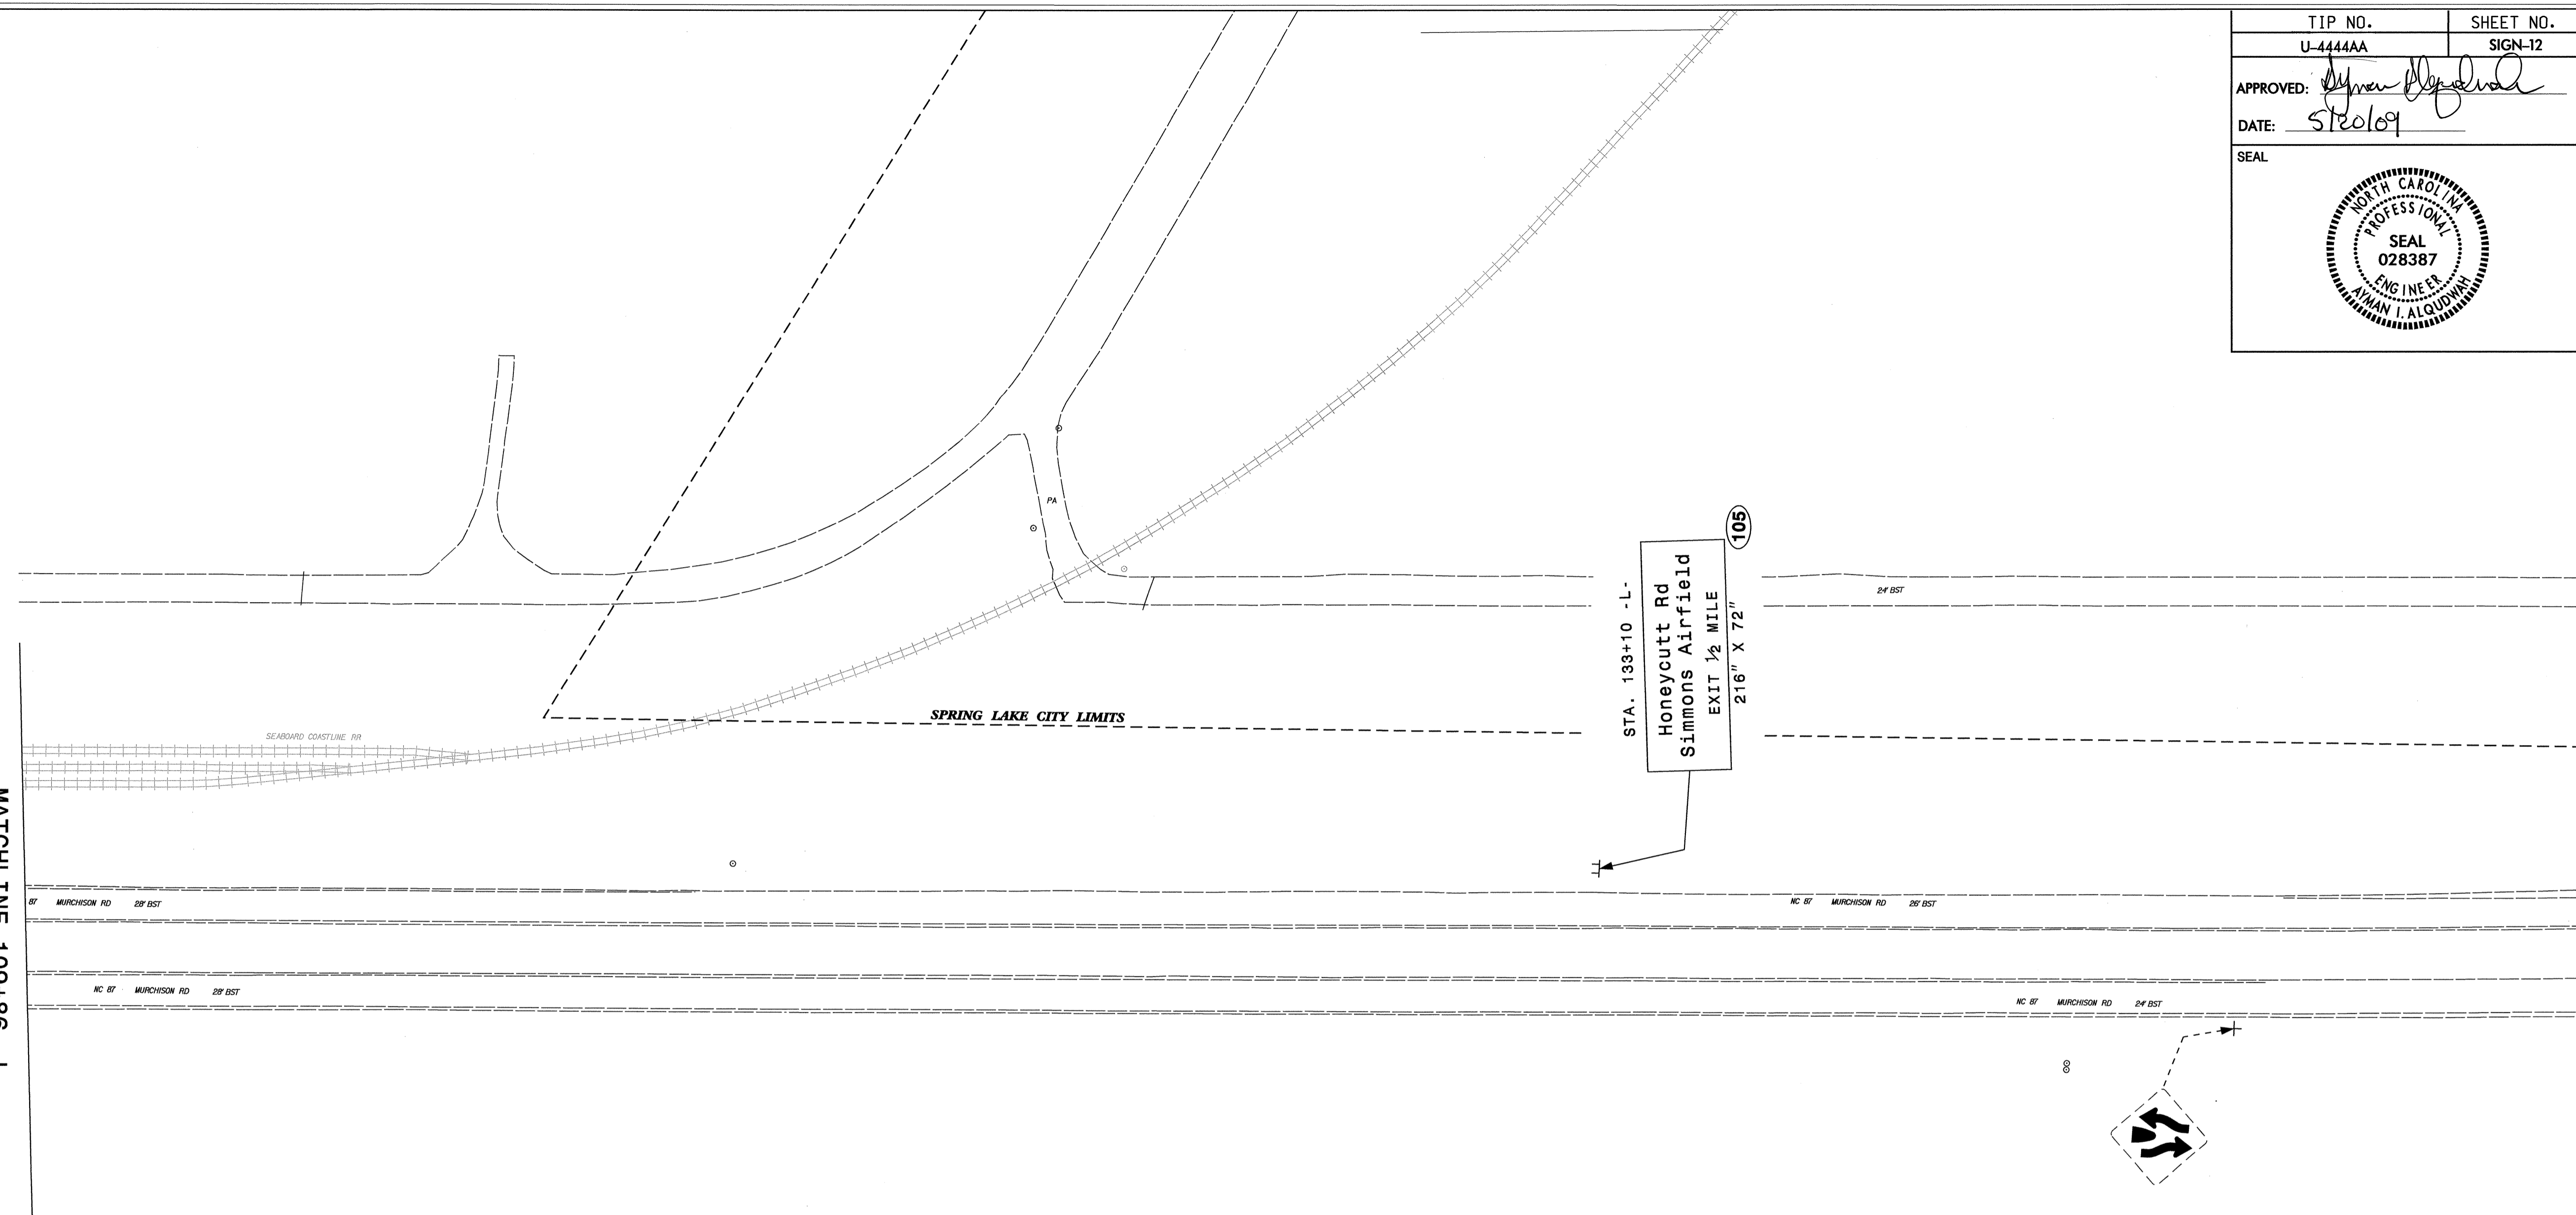 TIP NO.
SHEET NO.
U-4444AA
SIGN-12
APPROVED:
DATE: 5/20/09
SEAL
NORTH CAROLINA
PROFESSIONAL
SEAL
028387
ENGINEER
AYMAN I. ALQUDWAH
PA
105
STA. 133+10 -L-
Honeycutt Rd
Simmons Airfield
EXIT 1/2 MILE
216" X 72"
24' BST
SPRING LAKE CITY LIMITS
SEABOARD COASTLINE RR
87 MURCHISON RD 28' BST
NC 87 MURCHISON RD 26' BST
NC 87 MURCHISON RD 28' BST
NC 87 MURCHISON RD 24' BST